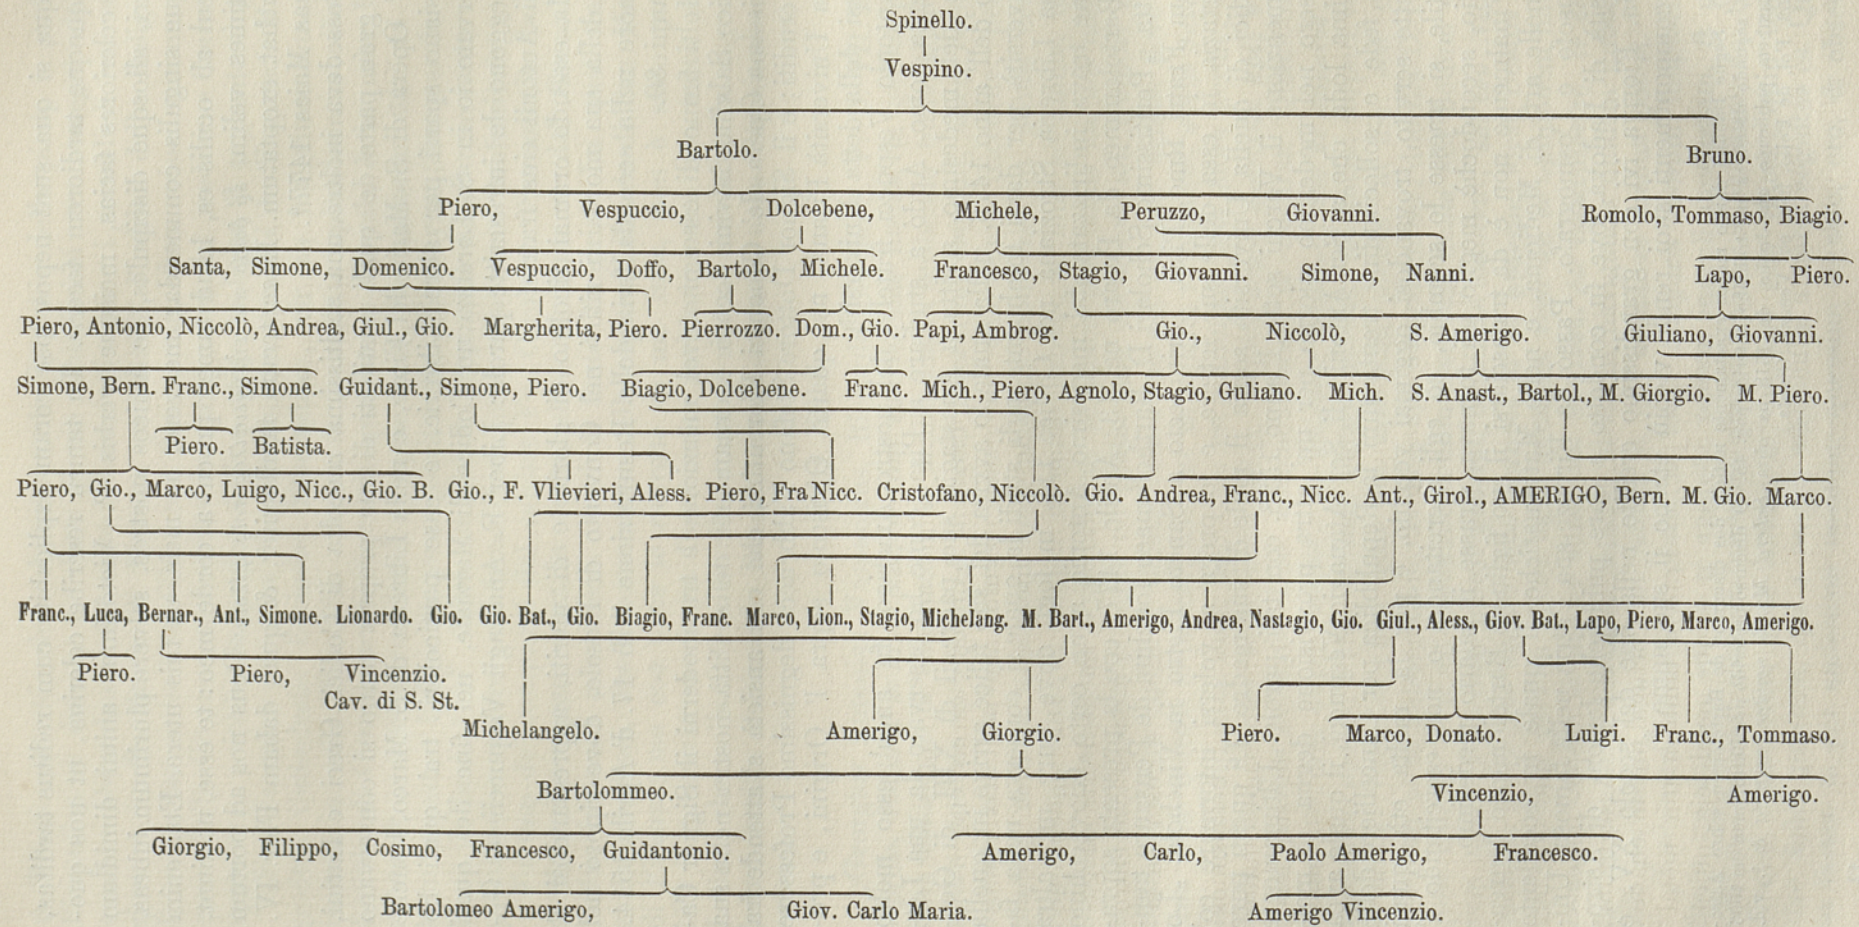 Spinello.
Vespino.
Bartolo. Bruno.
Piero, Vespuccio, Dolcebene, Michele, Peruzzo, Giovanni. Romolo, Tommaso, Biagio.
Santa, Simone, Domenico. Vespuccio, Doffo, Bartolo, Michele. Francesco, Stagio, Giovanni. Simone, Nanni. Lapo, Piero.
Piero, Antonio, Niccolò, Andrea, Giul., Gio. Margherita, Piero. Pierrozzo. Dom., Gio. Papi, Ambrog. Gio., Niccolò, S. Amerigo. Giuliano, Giovanni.
Simone, Bern. Franc., Simone. Guidant., Simone, Piero. Biagio, Dolcebene. Franc. Mich., Piero, Agnolo, Stagio, Guliano. Mich. S. Anast., Bartol., M. Giorgio. M. Piero.
Piero. Batista.
Piero, Gio., Marco, Luigo, Nicc., Gio. B. Gio., F. Vlievieri, Aless. Piero, Fra Nicc. Cristofano, Niccolò. Gio. Andrea, Franc., Nicc. Ant., Girol., AMERIGO, Bern. M. Gio. Marco.
Franc., Luca, Bernar., Ant., Simone. Lionardo. Gio. Gio. Bat., Gio. Biagio, Franc. Marco, Lion., Stagio, Michelang. M. Bart., Amerigo, Andrea, Nastagio, Gio. Giul., Aless., Giov. Bat., Lapo, Piero, Marco, Amerigo.
Piero. Piero, Vincenzio.
Cav. di S. St.
Michelangelo. Amerigo, Giorgio. Piero. Marco, Donato. Luigi. Franc., Tommaso.
Bartolommeo. Vincenzio, Amerigo.
Giorgio, Filippo, Cosimo, Francesco, Guidantonio. Amerigo, Carlo, Paolo Amerigo, Francesco.
Bartolomeo Amerigo, Giov. Carlo Maria. Amerigo Vincenzio.